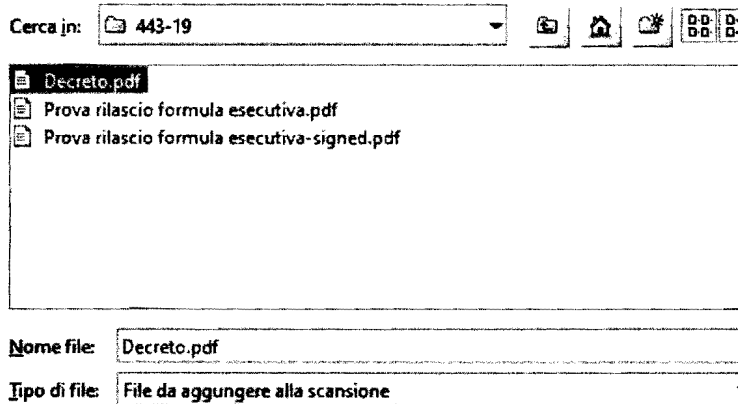 Cerca in: 443-19
Decreto.pdf
Prova rilascio formula esecutiva.pdf
Prova rilascio formula esecutiva-signed.pdf
Nome file: Decreto.pdf
Tipo di file: File da aggungere alla scansione